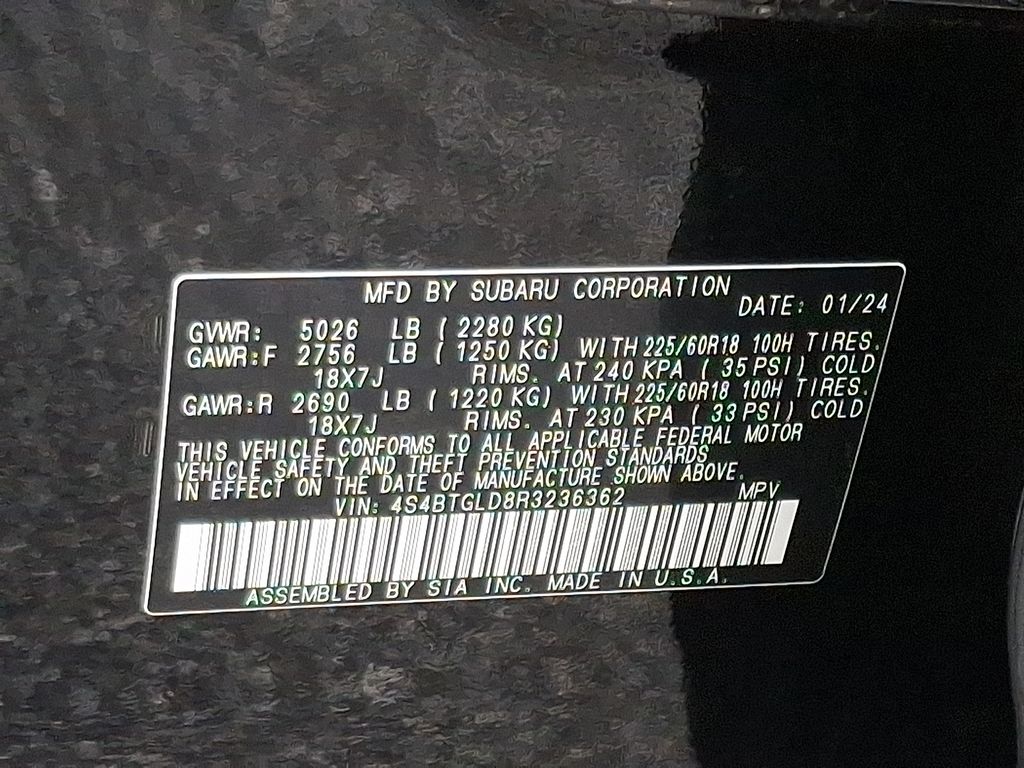 MFD BY SUBARU CORPORATION
DATE: 01/24
GVWR: 5026 LB ( 2280 KG)
GAWR:F 2756 LB ( 1250 KG) WITH 225/60R18 100H TIRES.
18X7J RIMS. AT 240 KPA ( 35 PSI) COLD
GAWR:R 2690 LB ( 1220 KG) WITH 225/60R18 100H TIRES.
18X7J RIMS. AT 230 KPA ( 33 PSI) COLD
THIS VEHICLE CONFORMS TO ALL APPLICABLE FEDERAL MOTOR
VEHICLE SAFETY AND THEFT PREVENTION STANDARDS
IN EFFECT ON THE DATE OF MANUFACTURE SHOWN ABOVE.
VIN: 4S4BTGLD8R3236362 MPV
ASSEMBLED BY SIA INC. MADE IN U.S.A.